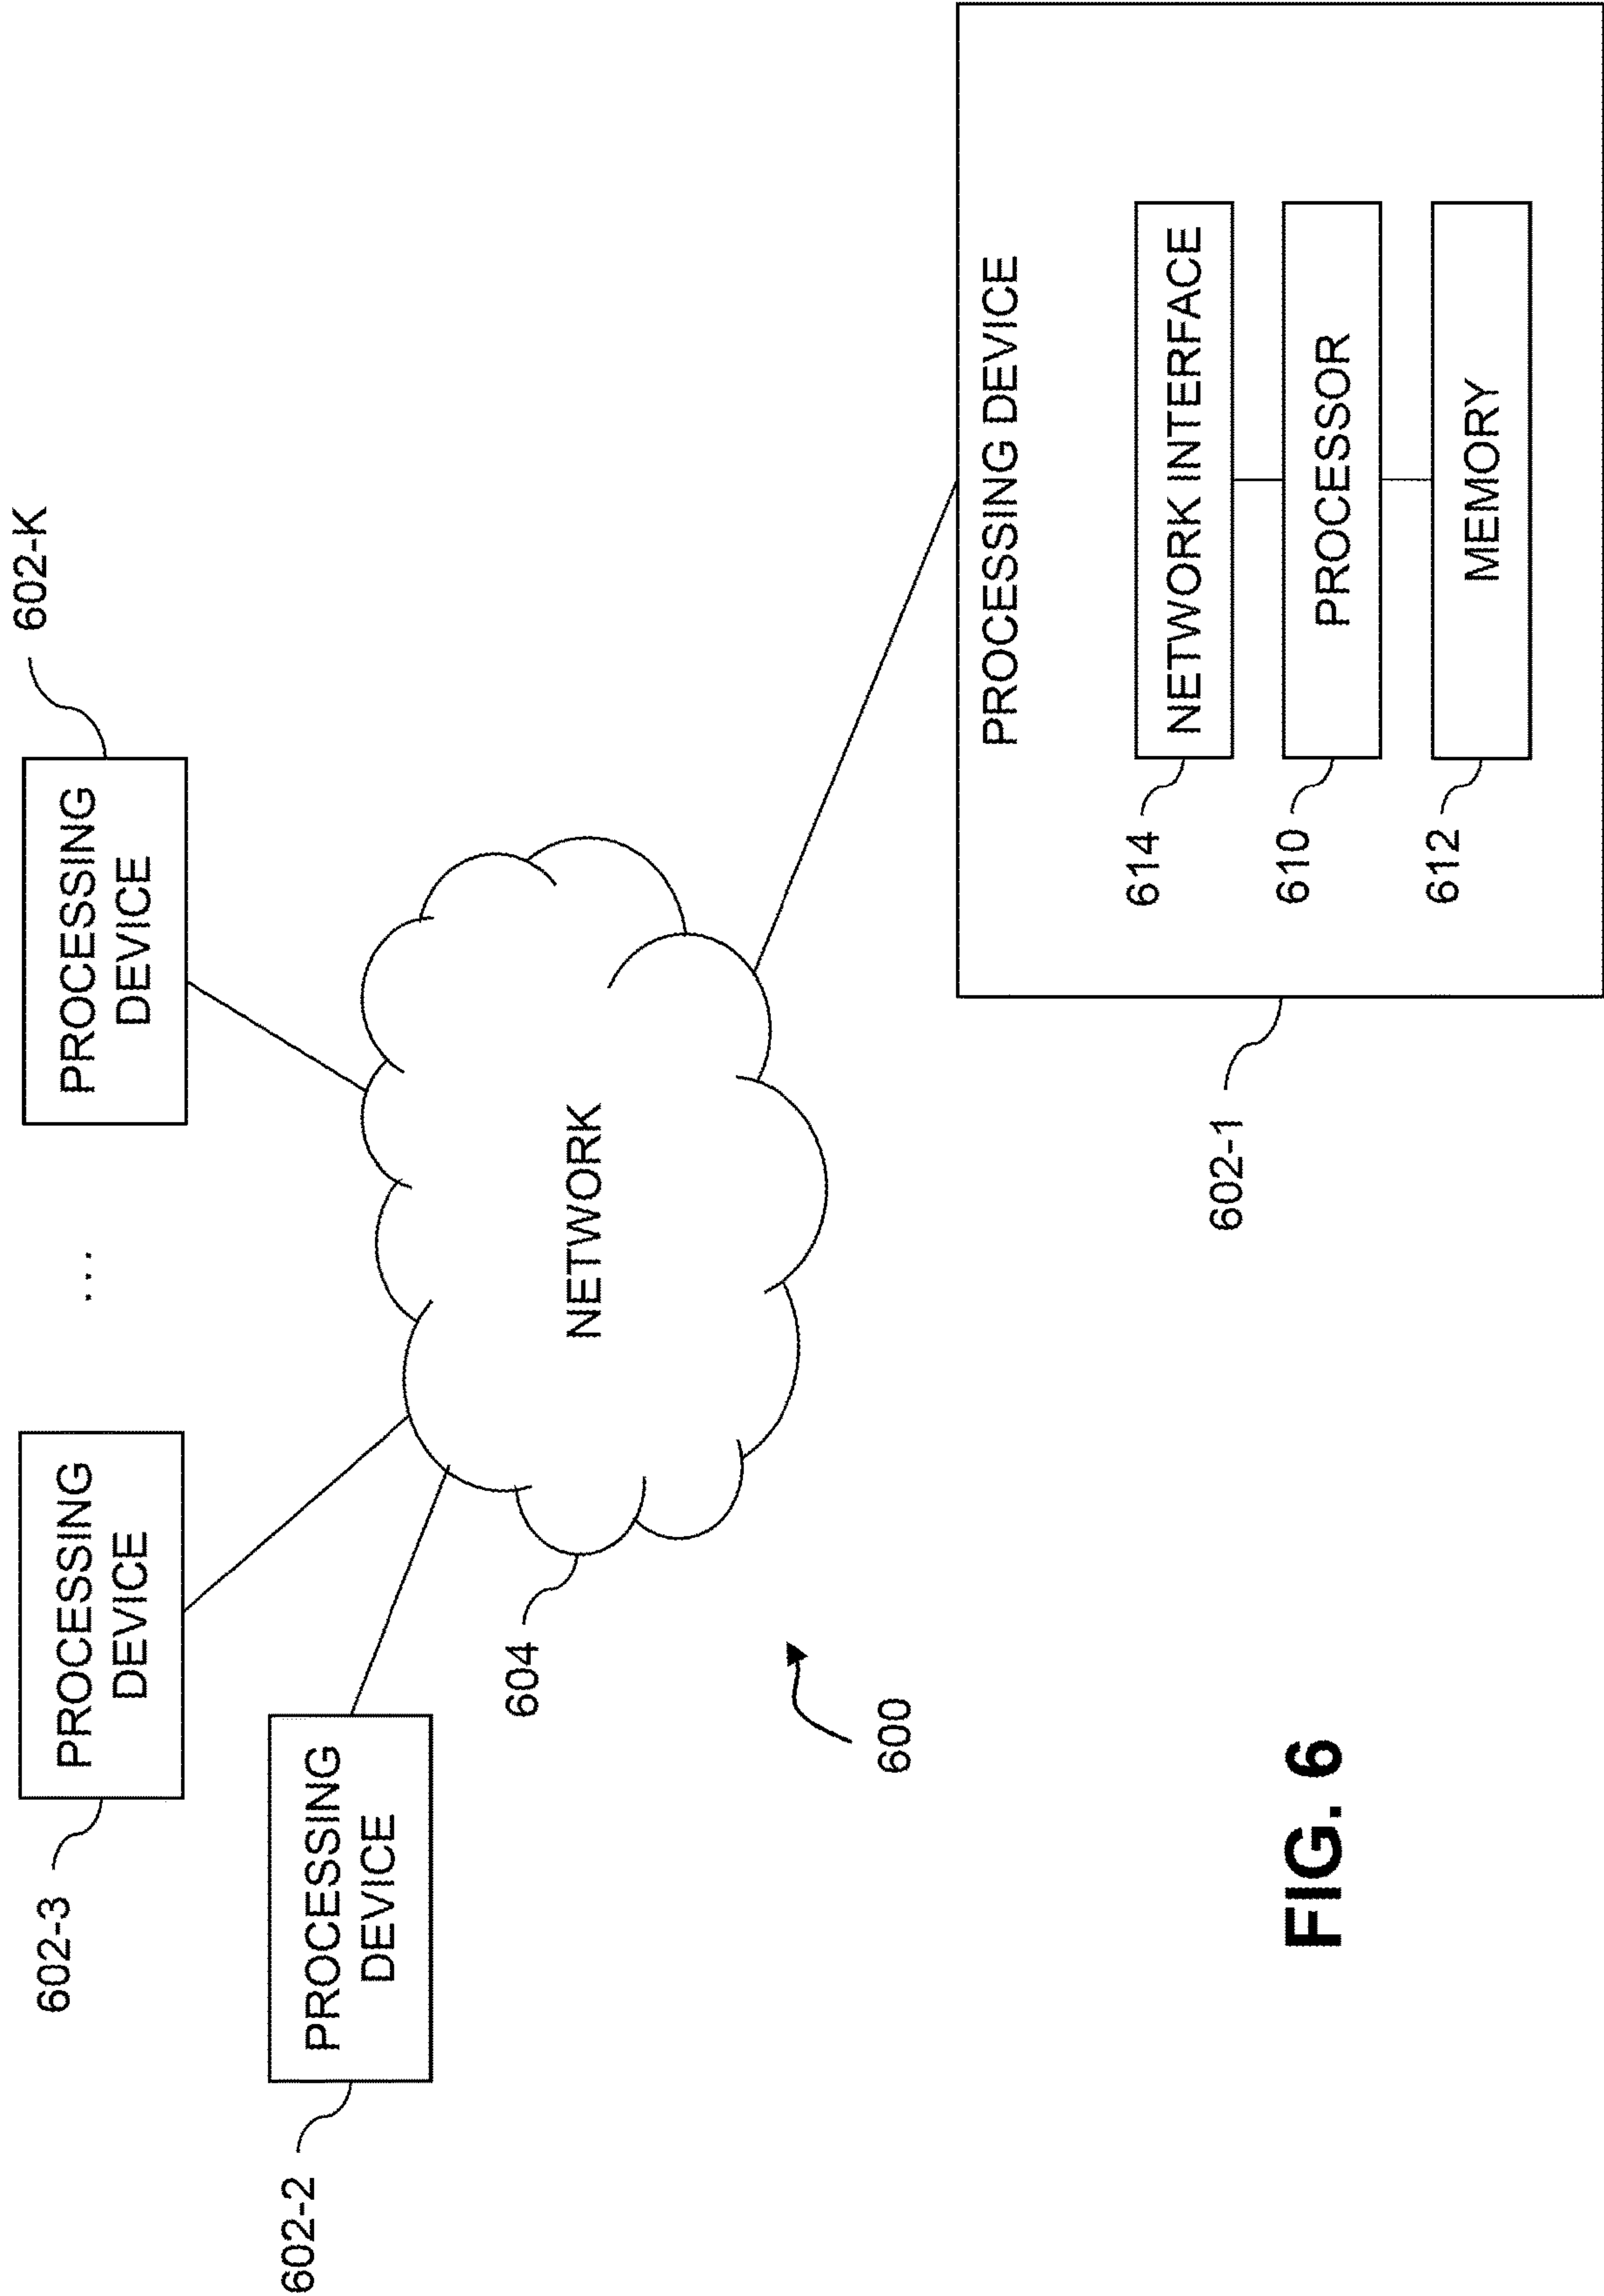 602-2
PROCESSING
DEVICE
602-3
PROCESSING
DEVICE
...
602-K
PROCESSING
DEVICE
604
NETWORK
600
602-1
PROCESSING DEVICE
614
NETWORK INTERFACE
610
PROCESSOR
612
MEMORY
FIG. 6